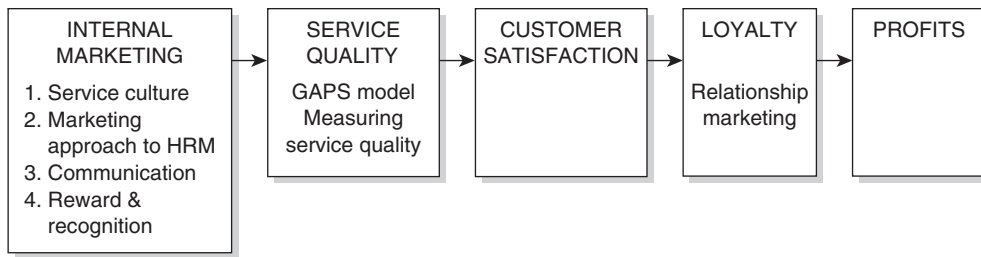 INTERNAL
MARKETING
1. Service culture
2. Marketing
approach to HRM
3. Communication
4. Reward &
recognition
SERVICE
QUALITY
GAPS model
Measuring
service quality
CUSTOMER
SATISFACTION
LOYALTY
Relationship
marketing
PROFITS